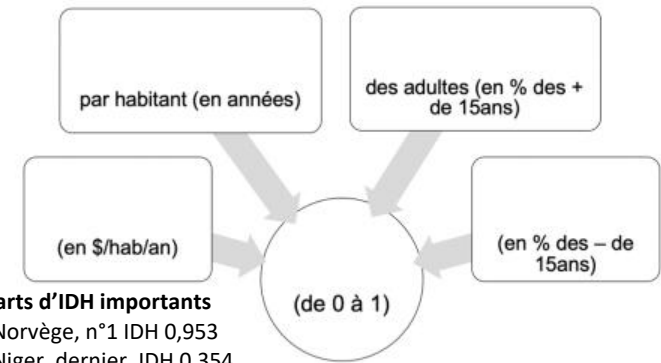 par habitant (en années)
des adultes (en % des +
de 15ans)
(en $/hab/an)
(en % des – de
15ans)
(de 0 à 1)
arts d’IDH importants
Norvège, n°1 IDH 0,953
Niger, dernier, IDH 0,354